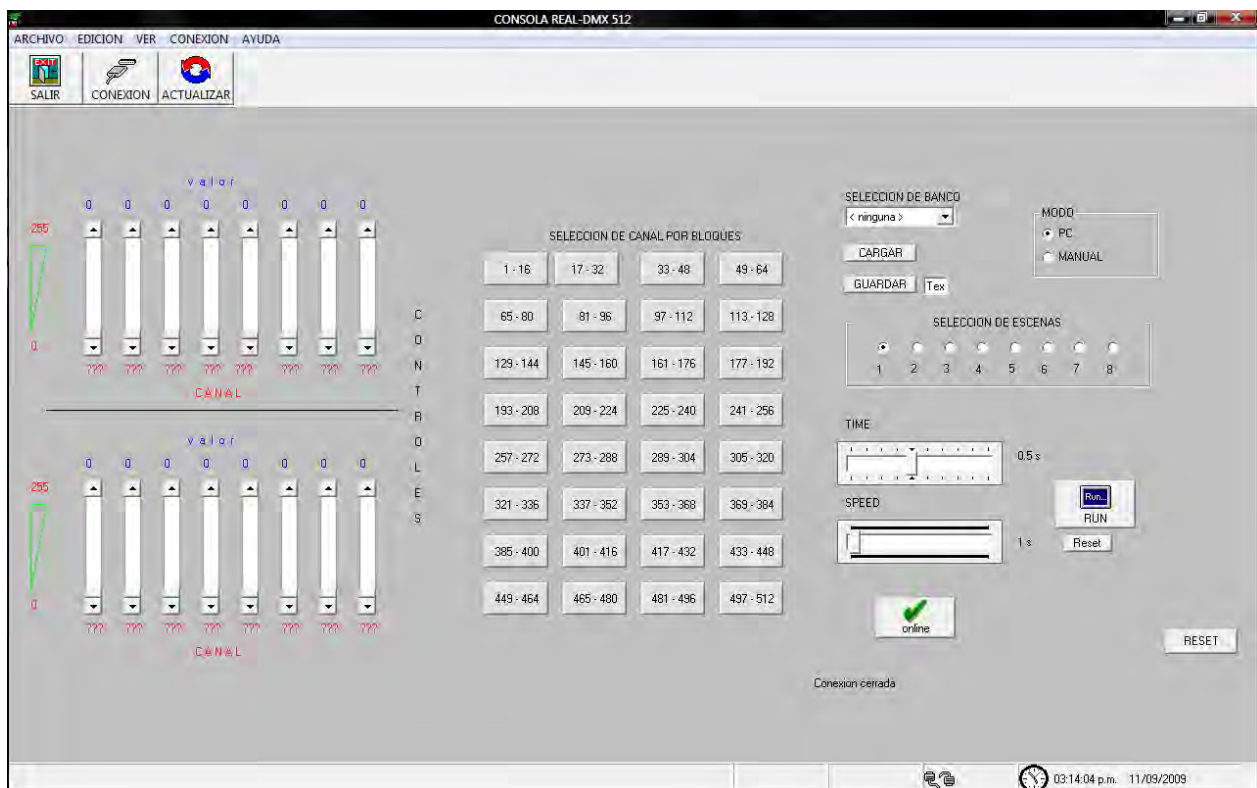 CONSOLA REAL-DMX 512
ARCHIVO EDICION VER CONEXION AYUDA
EXIT
SALIR CONEXION ACTUALIZAR
valor
0 0 0 0 0 0 0 0
255
0
??? ??? ??? ??? ??? ??? ??? ???
CANAL
valor
0 0 0 0 0 0 0 0
255
0
??? ??? ??? ??? ??? ??? ??? ???
CANAL
CONTROLES
SELECCION DE CANAL POR BLOQUES
1 - 16 17 - 32 33 - 48 49 - 64
65 - 80 81 - 96 97 - 112 113 - 128
129 - 144 145 - 160 161 - 176 177 - 192
193 - 208 209 - 224 225 - 240 241 - 256
257 - 272 273 - 288 289 - 304 305 - 320
321 - 336 337 - 352 353 - 368 369 - 384
385 - 400 401 - 416 417 - 432 433 - 448
449 - 464 465 - 480 481 - 496 497 - 512
SELECCION DE BANCO
< ninguna >
CARGAR
GUARDAR Tex
MODO
PC
MANUAL
SELECCION DE ESCENAS
1 2 3 4 5 6 7 8
TIME
0.5 s
SPEED
1 s
Run...
RUN
Reset
online
RESET
Conexion cerrada
03:14:04 p.m. 11/09/2009